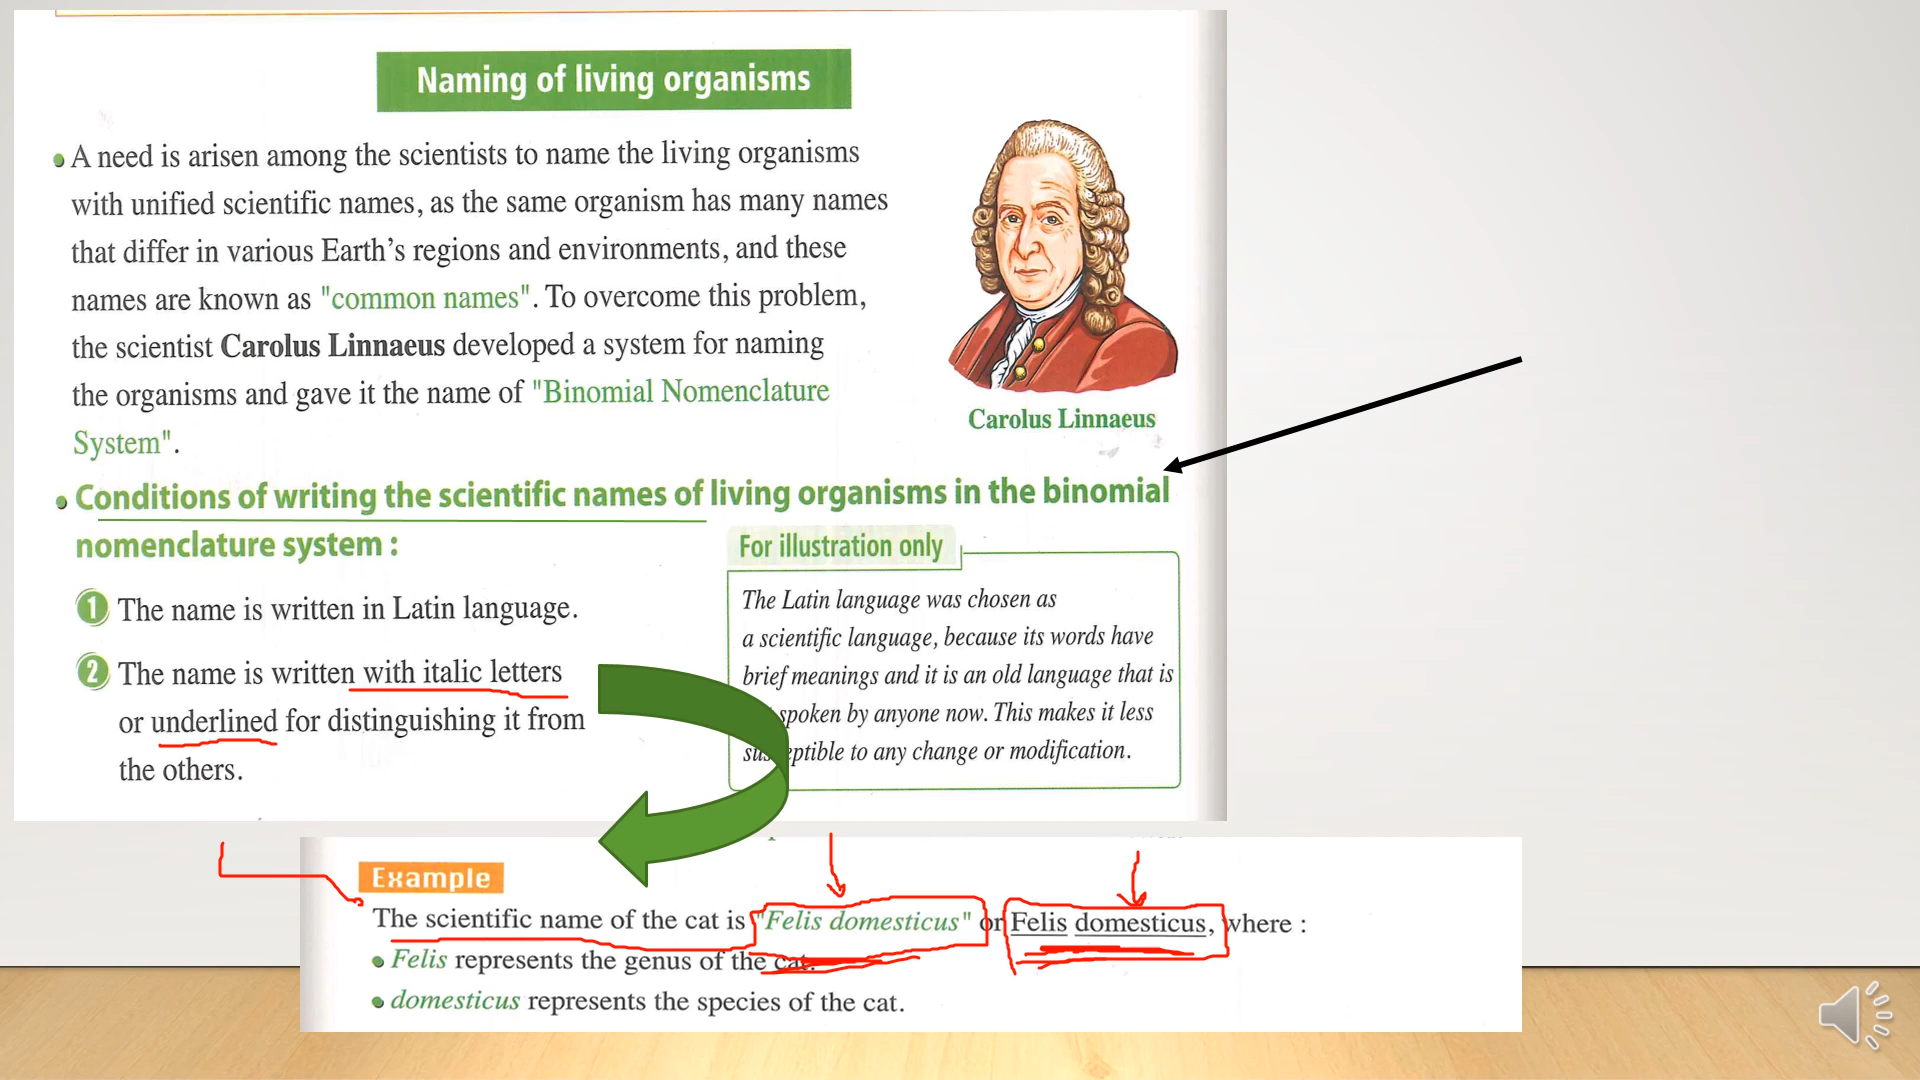 Naming of living organisms
• A need is arisen among the scientists to name the living organisms
with unified scientific names, as the same organism has many names
that differ in various Earth's regions and environments, and these
names are known as "common names". To overcome this problem,
the scientist Carolus Linnaeus developed a system for naming
the organisms and gave it the name of "Binomial Nomenclature
System".
Carolus Linnaeus
• Conditions of writing the scientific names of living organisms in the binomial
nomenclature system :
1 The name is written in Latin language.
2 The name is written with italic letters
or underlined for distinguishing it from
the others.
For illustration only
The Latin language was chosen as
a scientific language, because its words have
brief meanings and it is an old language that is
spoken by anyone now. This makes it less
susceptible to any change or modification.
Example
The scientific name of the cat is "Felis domesticus" or Felis domesticus, where :
• Felis represents the genus of the cat.
• domesticus represents the species of the cat.